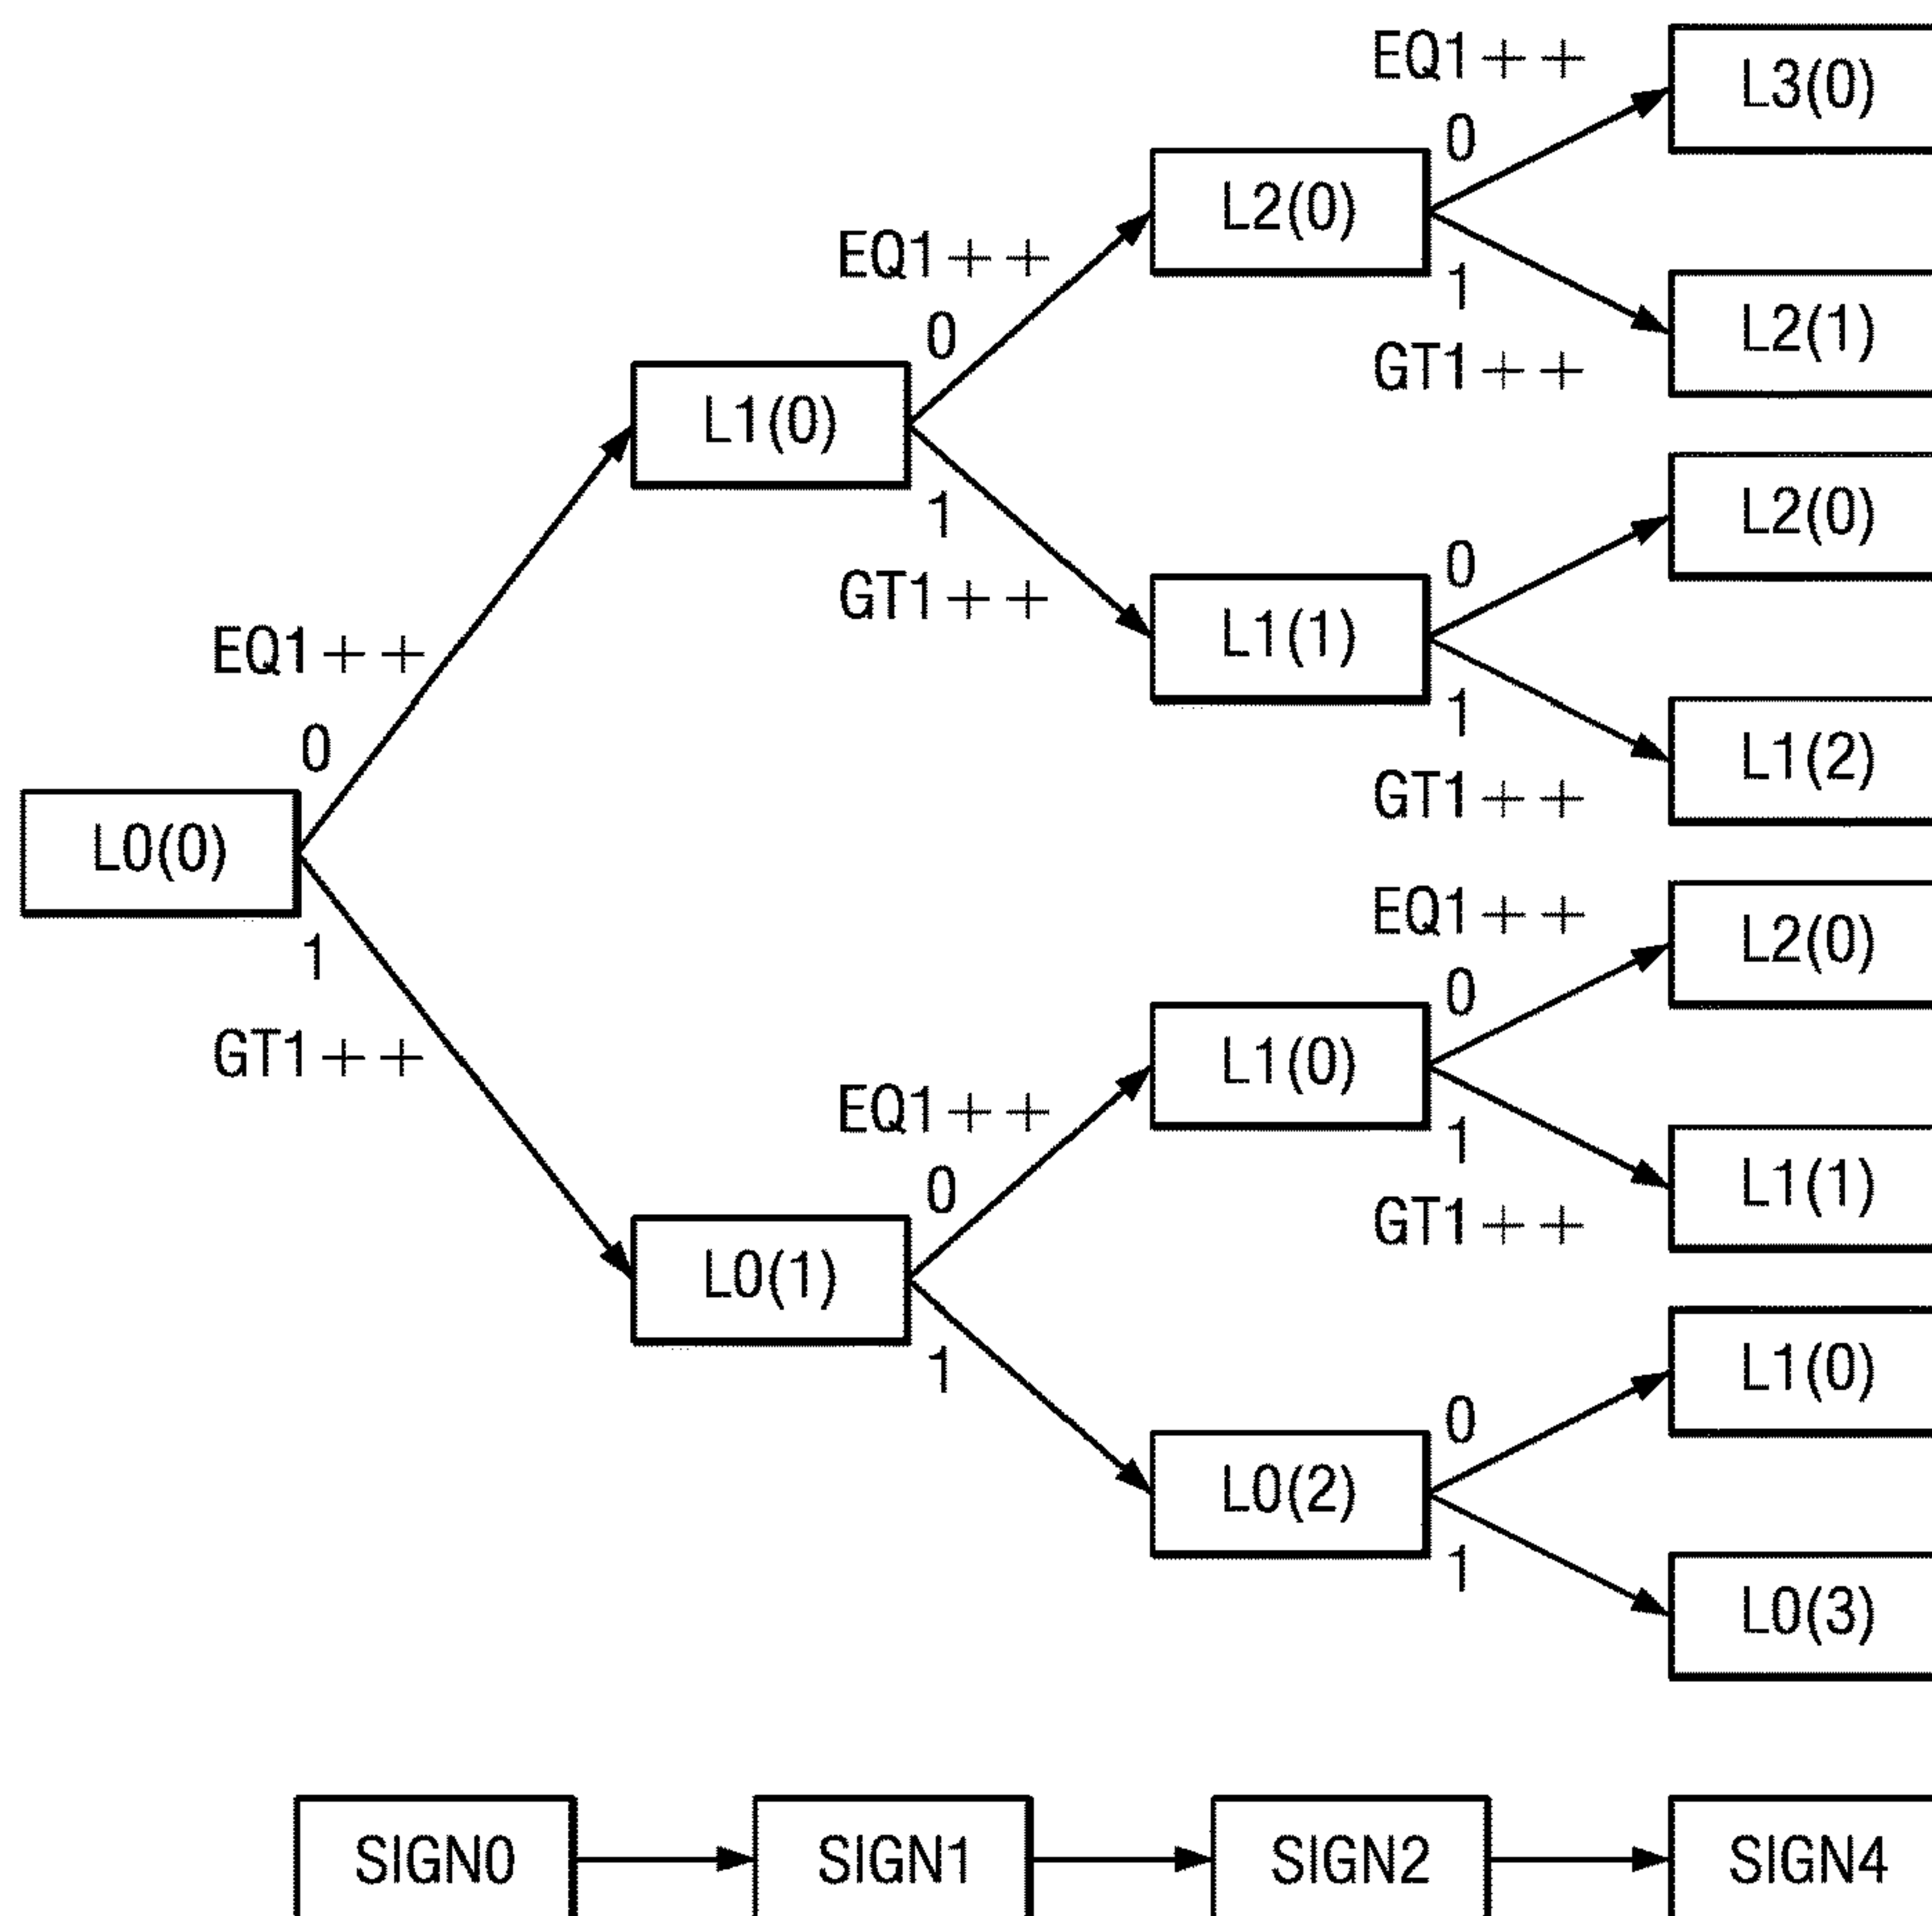 EQ1++
L3(0)
0
L2(0)
EQ1++
1
L2(1)
0
GT1++
L1(0)
L2(0)
1
0
GT1++
L1(1)
EQ1++
1
0
L1(2)
GT1++
L0(0)
EQ1++
L2(0)
1
0
GT1++
L1(0)
EQ1++
1
L1(1)
0
GT1++
L0(1)
L1(0)
1
0
L0(2)
1
L0(3)
SIGN0
SIGN1
SIGN2
SIGN4